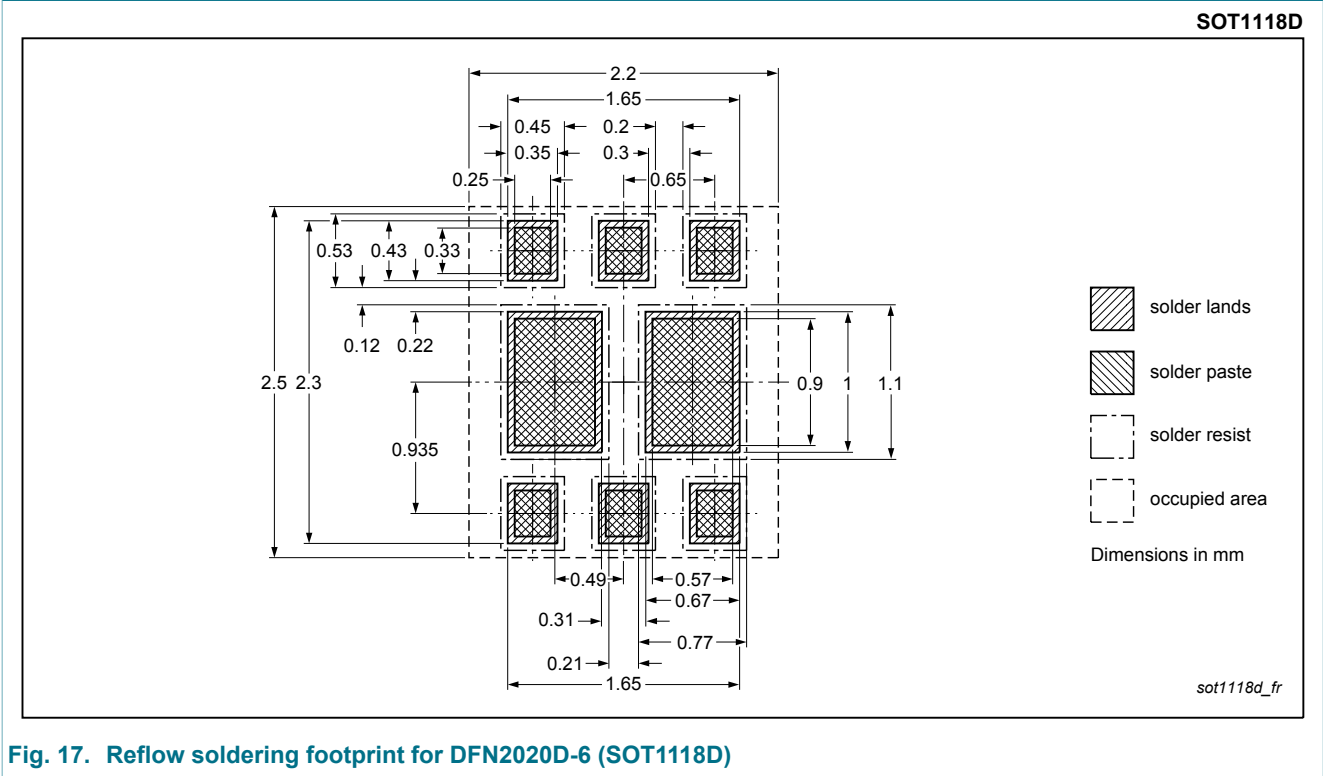 SOT1118D
2.2
1.65
0.45 0.2
0.35 0.3
0.25 0.65
0.53 0.43 0.33
solder lands
0.12 0.22
solder paste
2.5 2.3 0.9 1 1.1
solder resist
0.935
occupied area
Dimensions in mm
0.49 0.57
0.67
0.31
0.77
0.21
1.65
sot1118d_fr
Fig. 17. Reflow soldering footprint for DFN2020D-6 (SOT1118D)